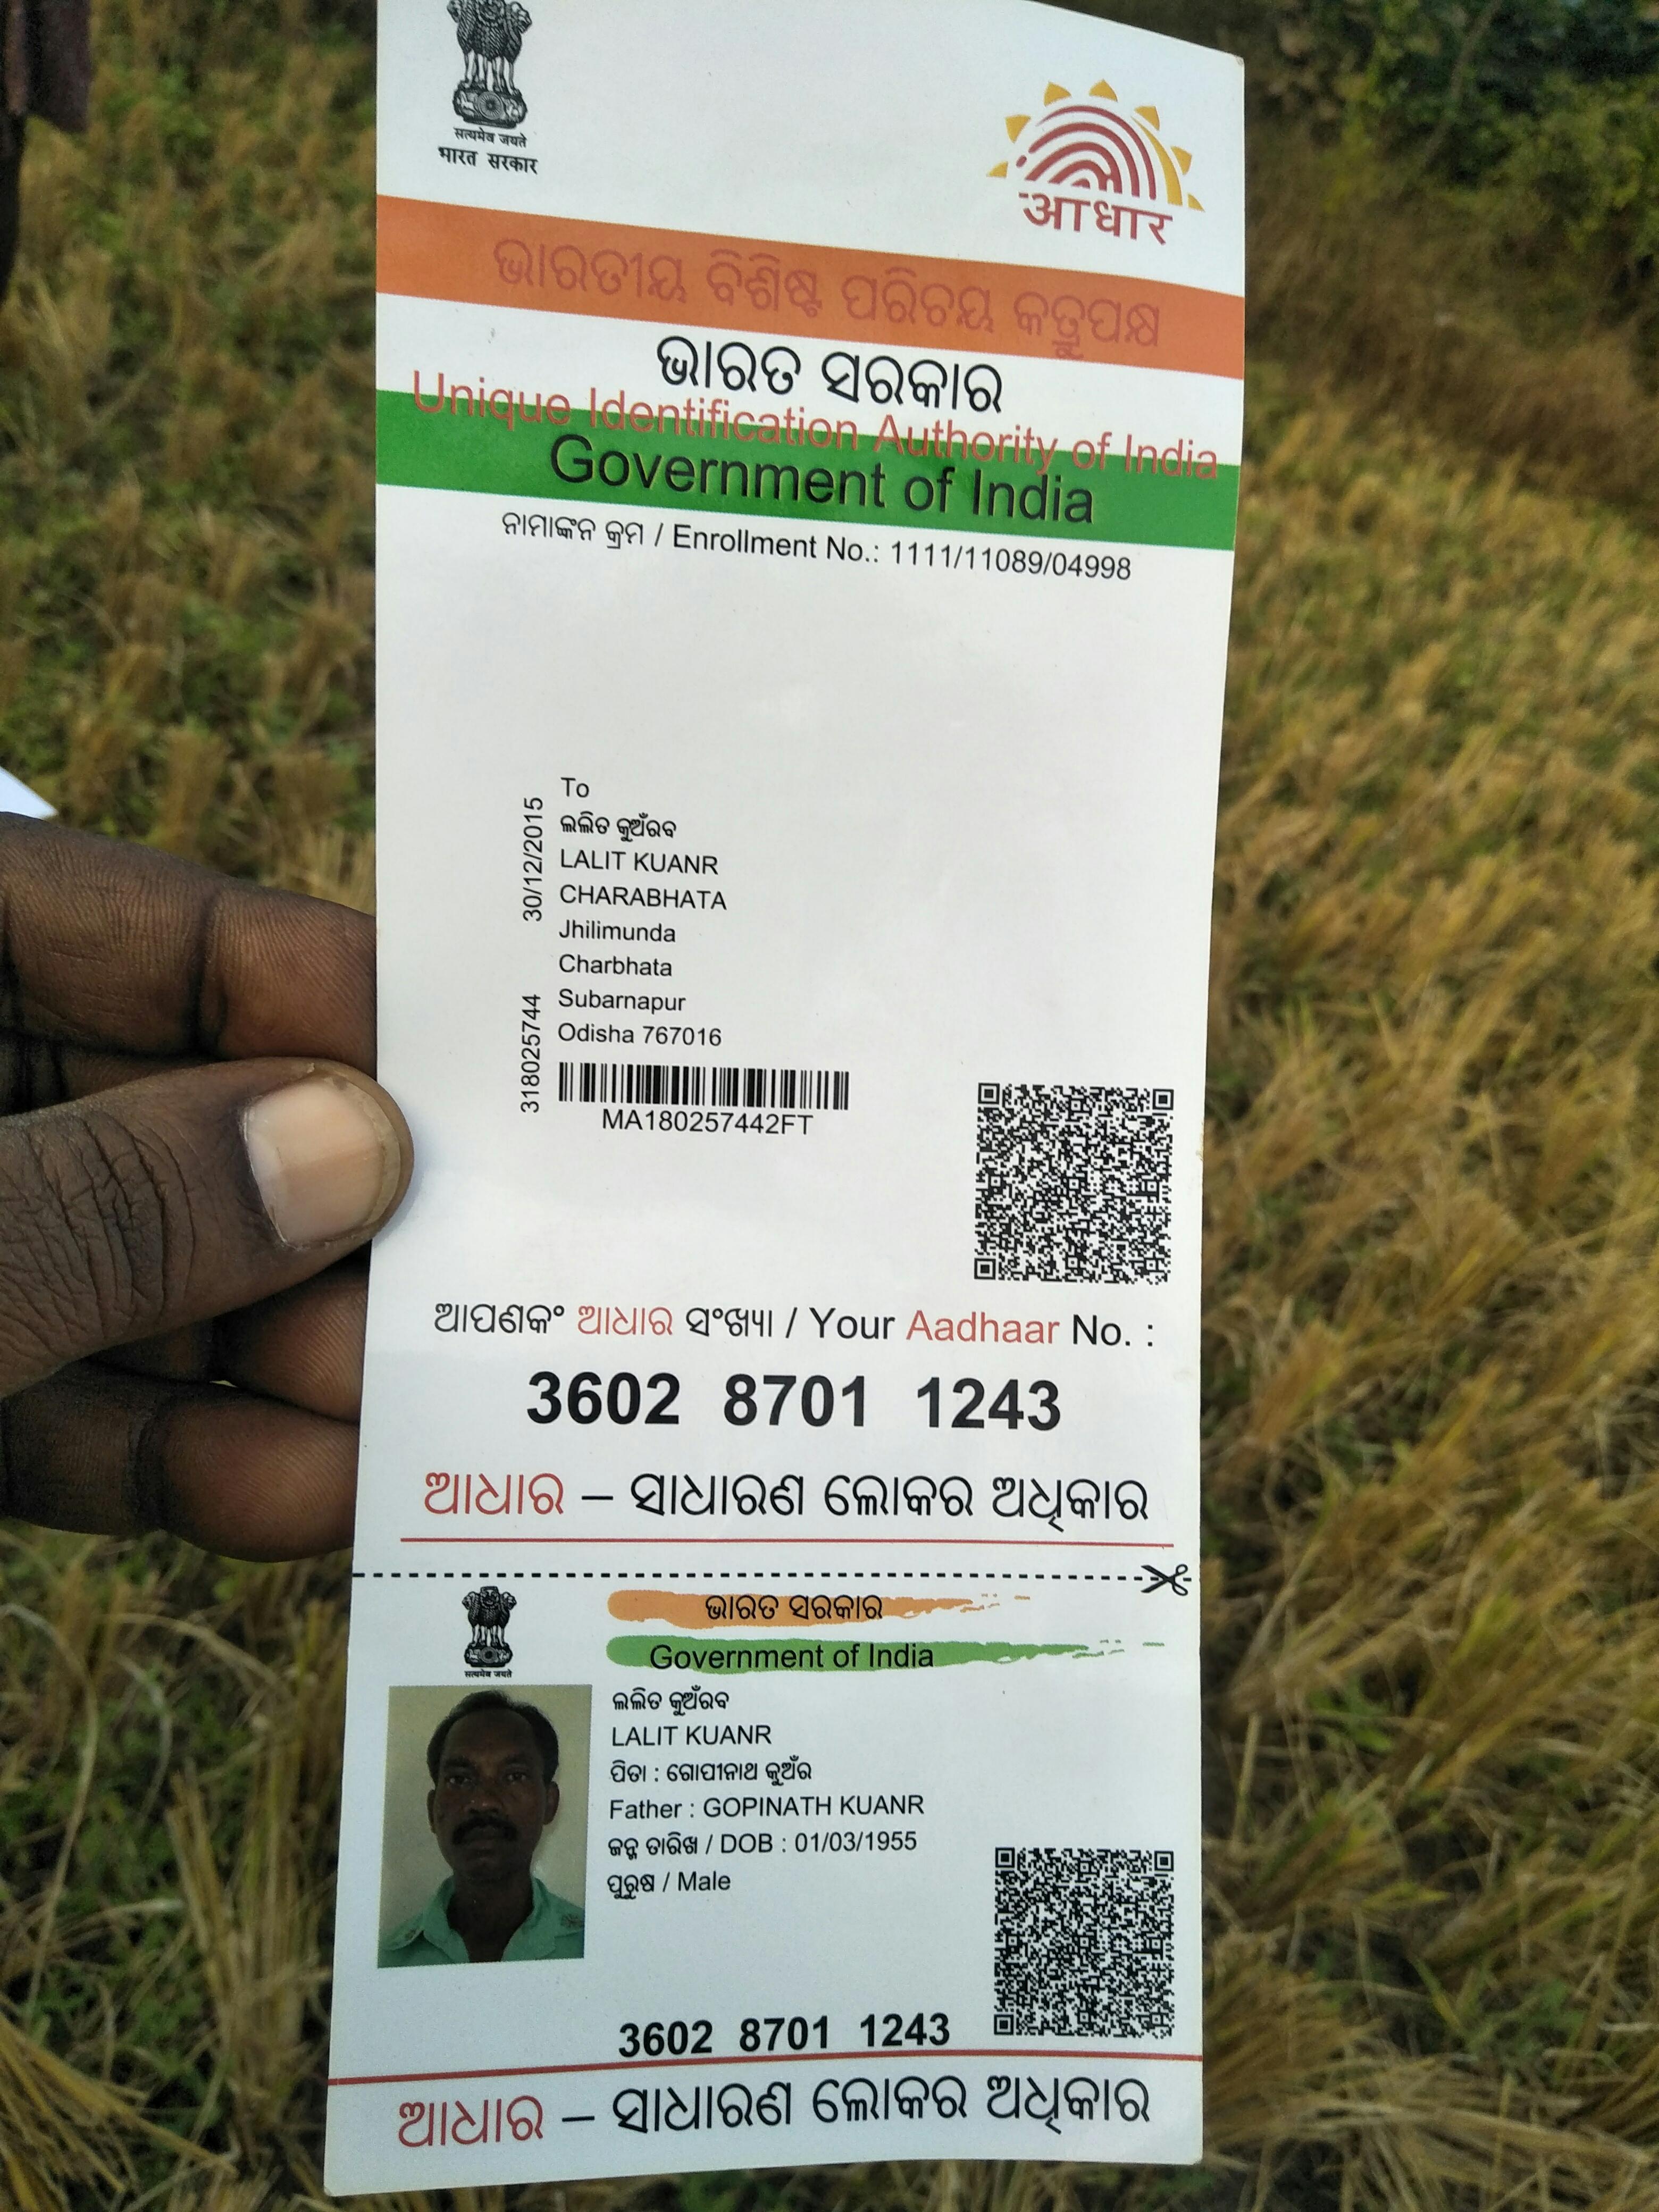 सत्यमेव जयते
भारत सरकार
आधार
ଭାରତୀୟ ବିଶିଷ୍ଟ ପରିଚୟ କତ୍ରୁପକ୍ଷ
ଭାରତ ସରକାର
Unique Identification Authority of India
Government of India
ନାମାଙ୍କନ କ୍ରମ / Enrollment No.: 1111/11089/04998
To
ଲଳିତ କୁଅଁରବ
LALIT KUANR
CHARABHATA
Jhilimunda
Charbhata
Subarnapur
Odisha 767016
318025744 30/12/2015
MA180257442FT
ଆପଣକଂ ଆଧାର ସଂଖ୍ୟା / Your Aadhaar No. :
3602 8701 1243
ଆଧାର – ସାଧାରଣ ଲୋକର ଅଧିକାର
सत्यमेव जयते
ଭାରତ ସରକାର
Government of India
ଲଳିତ କୁଅଁରବ
LALIT KUANR
ପିତା : ଗୋପୀନାଥ କୁଅଁର
Father : GOPINATH KUANR
ଜନ୍ମ ତାରିଖ / DOB : 01/03/1955
ପୁରୁଷ / Male
3602 8701 1243
ଆଧାର – ସାଧାରଣ ଲୋକର ଅଧିକାର